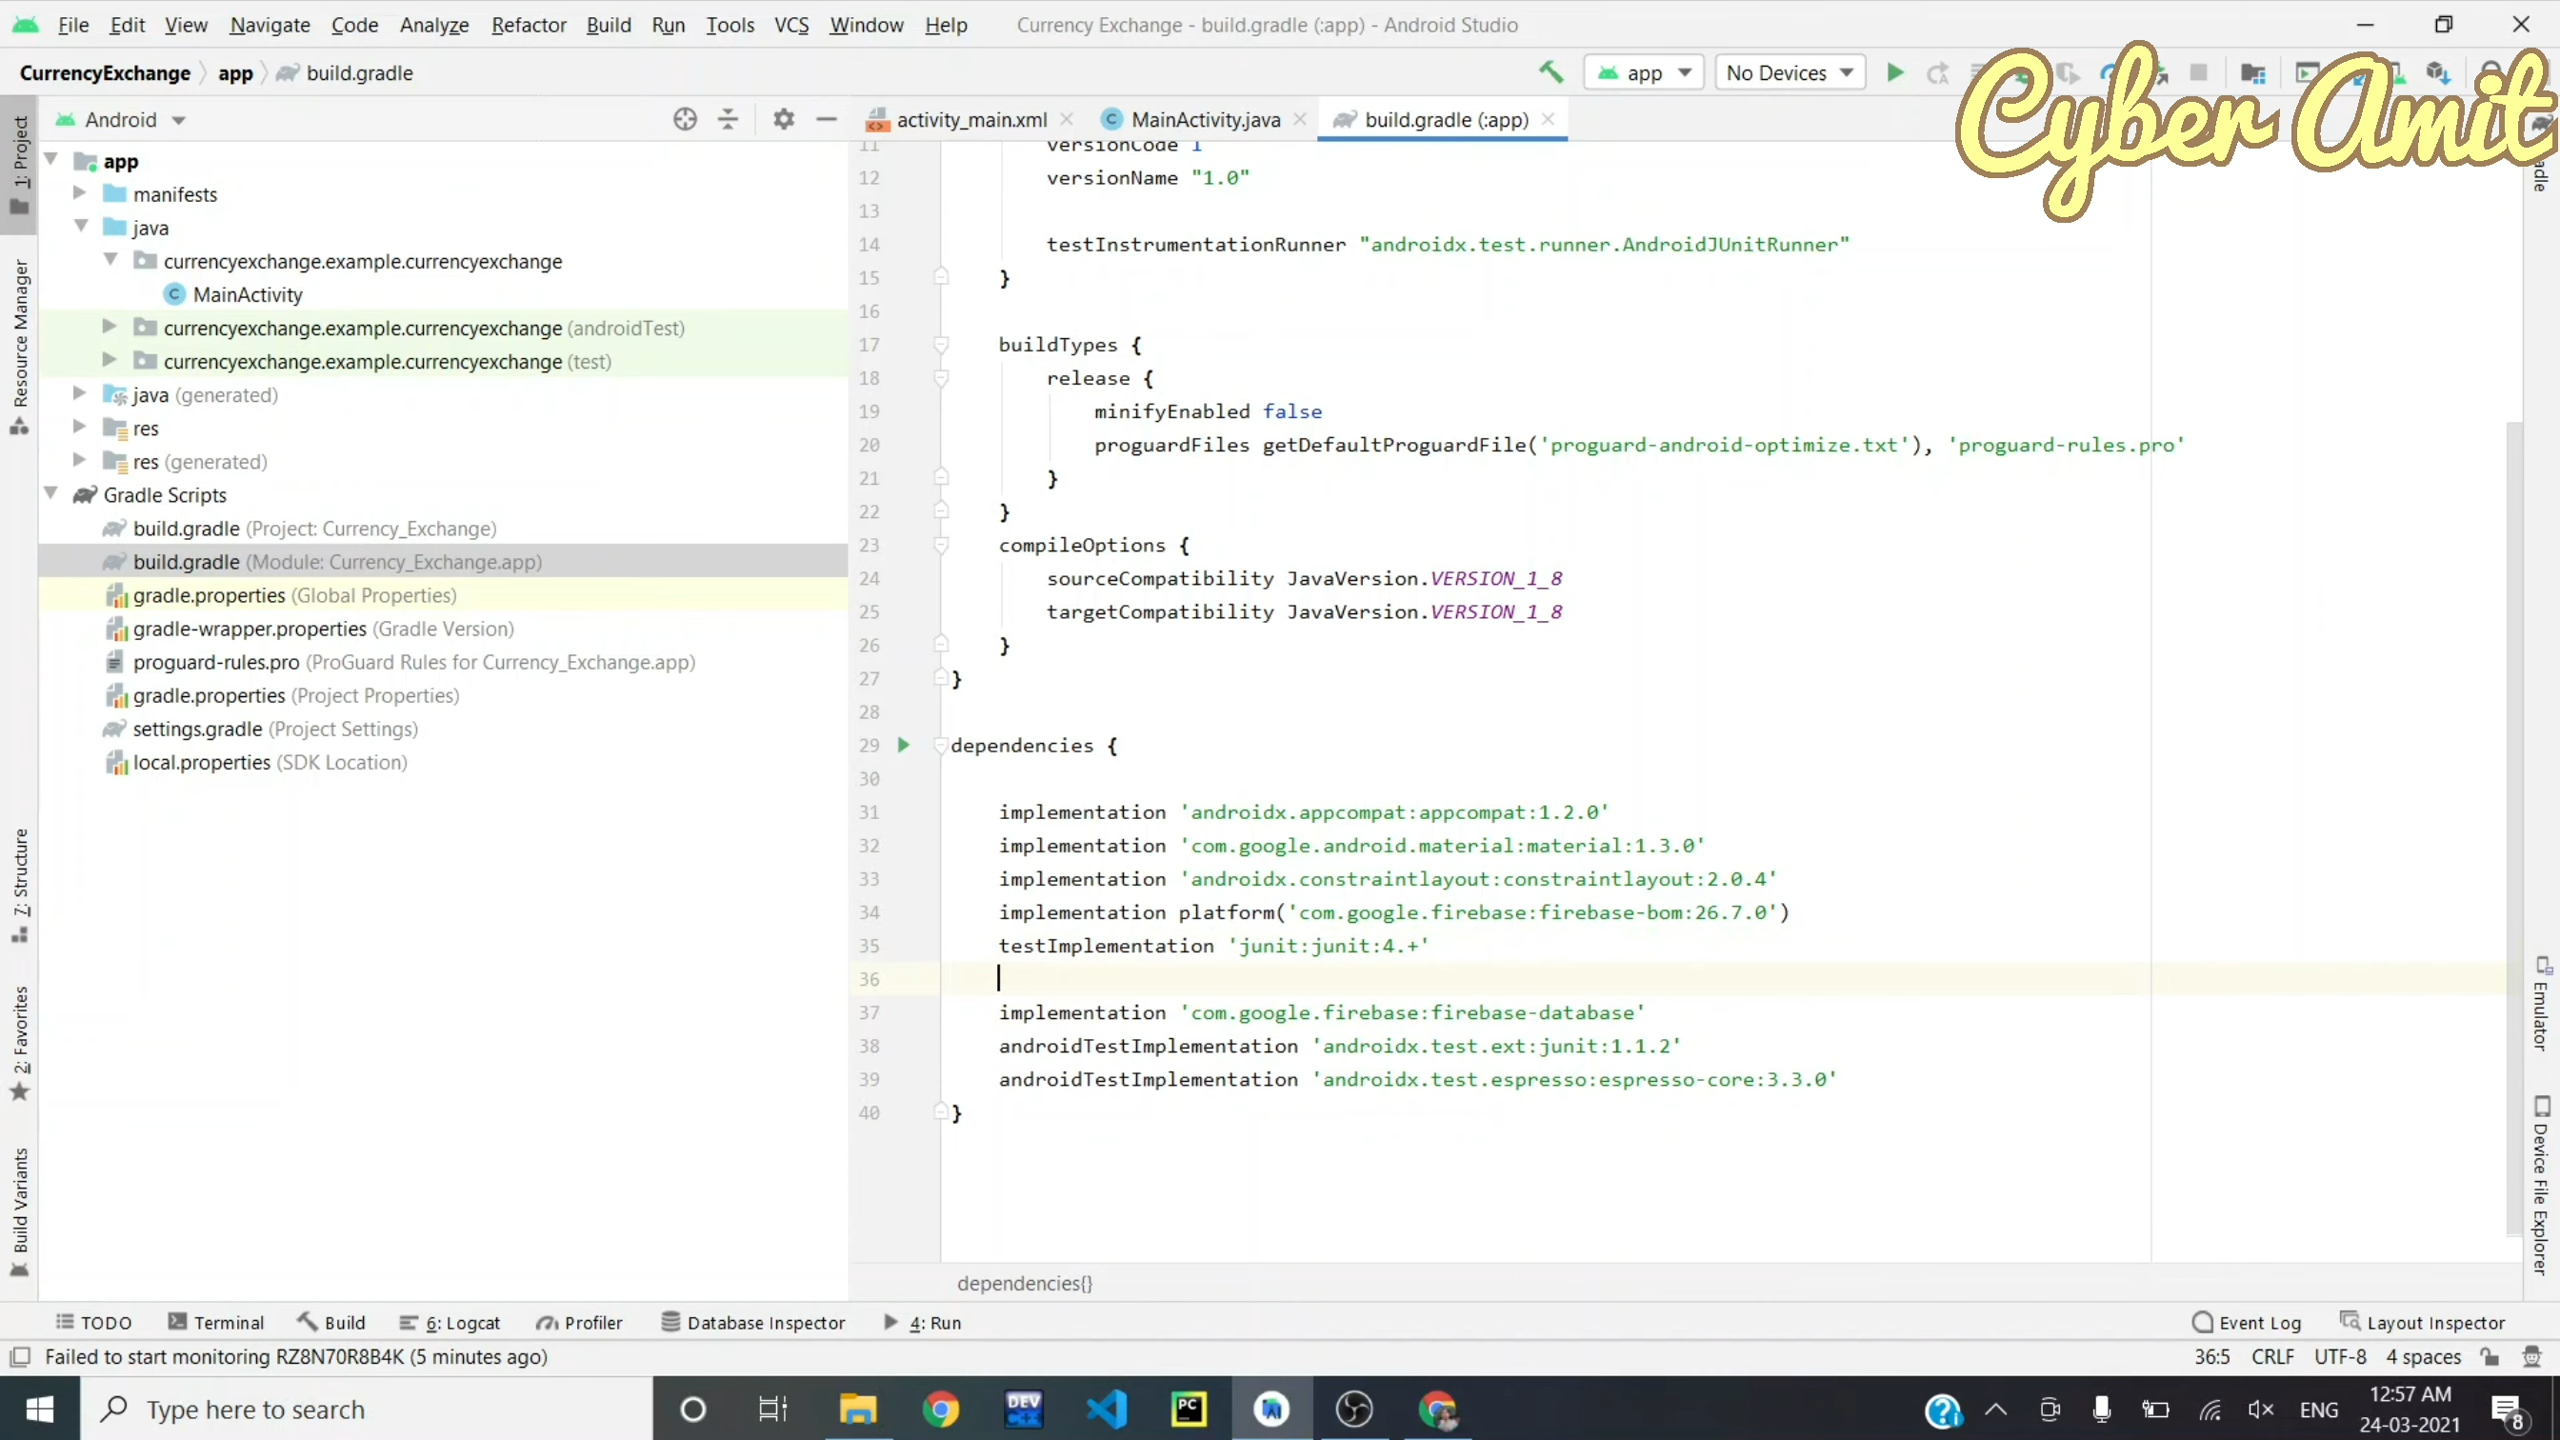 File Edit View Navigate Code Analyze Refactor Build Run Tools VCS Window Help Currency Exchange - build.gradle (:app) - Android Studio
CurrencyExchange app build.gradle app No Devices
Cyber Amit
1: Project
Resource Manager
7: Structure
2: Favorites
Build Variants
Android
app
manifests
java
currencyexchange.example.currencyexchange
MainActivity
currencyexchange.example.currencyexchange (androidTest)
currencyexchange.example.currencyexchange (test)
java (generated)
res
res (generated)
Gradle Scripts
build.gradle (Project: Currency_Exchange)
build.gradle (Module: Currency_Exchange.app)
gradle.properties (Global Properties)
gradle-wrapper.properties (Gradle Version)
proguard-rules.pro (ProGuard Rules for Currency_Exchange.app)
gradle.properties (Project Properties)
settings.gradle (Project Settings)
local.properties (SDK Location)
activity_main.xml MainActivity.java build.gradle (:app)
11 versionCode 1
12 versionName "1.0"
13
14 testInstrumentationRunner "androidx.test.runner.AndroidJUnitRunner"
15 }
16
17 buildTypes {
18 release {
19 minifyEnabled false
20 proguardFiles getDefaultProguardFile('proguard-android-optimize.txt'), 'proguard-rules.pro'
21 }
22 }
23 compileOptions {
24 sourceCompatibility JavaVersion.VERSION_1_8
25 targetCompatibility JavaVersion.VERSION_1_8
26 }
27 }
28
29 dependencies {
30
31 implementation 'androidx.appcompat:appcompat:1.2.0'
32 implementation 'com.google.android.material:material:1.3.0'
33 implementation 'androidx.constraintlayout:constraintlayout:2.0.4'
34 implementation platform('com.google.firebase:firebase-bom:26.7.0')
35 testImplementation 'junit:junit:4.+'
36
37 implementation 'com.google.firebase:firebase-database'
38 androidTestImplementation 'androidx.test.ext:junit:1.1.2'
39 androidTestImplementation 'androidx.test.espresso:espresso-core:3.3.0'
40 }
dependencies{}
Emulator
Device File Explorer
TODO Terminal Build 6: Logcat Profiler Database Inspector 4: Run Event Log Layout Inspector
Failed to start monitoring RZ8N70R8B4K (5 minutes ago) 36:5 CRLF UTF-8 4 spaces
Type here to search DEV C++ PC ENG 12:57 AM
24-03-2021 8